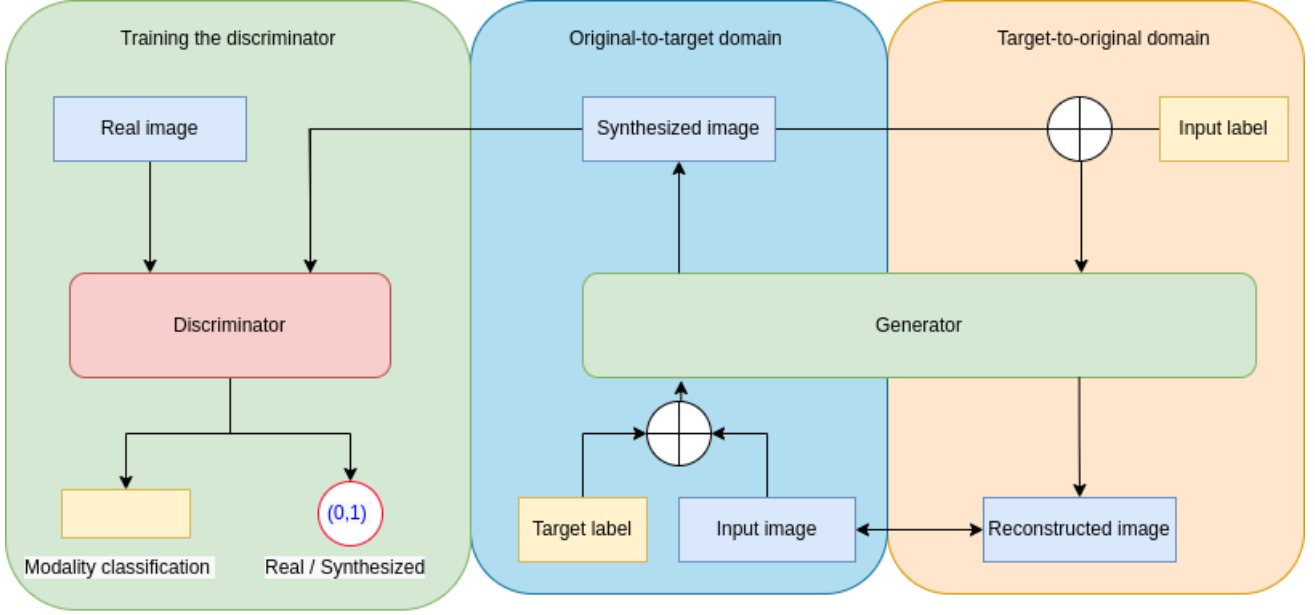 Training the discriminator
Original-to-target domain
Target-to-original domain
Real image
Synthesized image
Input label
Discriminator
Generator
Target label
Input image
Reconstructed image
(0,1)
Modality classification
Real / Synthesized